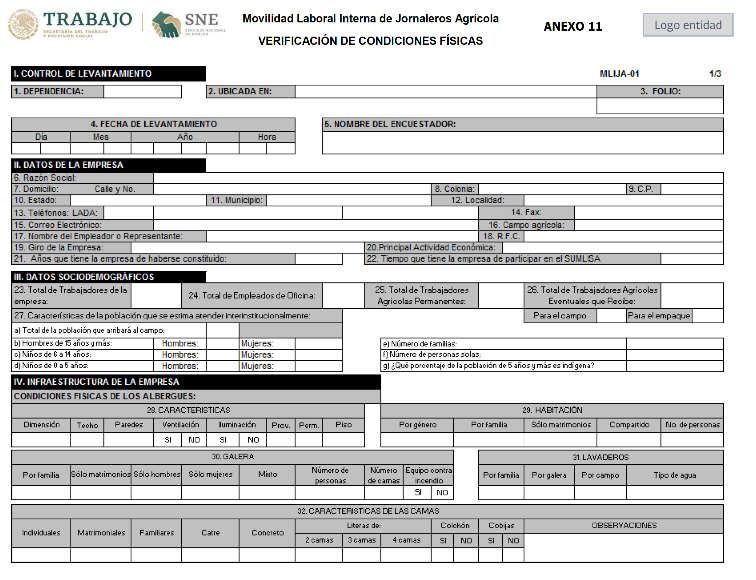 TRABAJO
SECRETARÍA DEL TRABAJO
Y PREVISIÓN SOCIAL
SNE
SERVICIO NACIONAL
DE EMPLEO
Movilidad Laboral Interna de Jornaleros Agrícola
VERIFICACIÓN DE CONDICIONES FÍSICAS
ANEXO 11
Logo entidad
I. CONTROL DE LEVANTAMIENTO MLIJA-01 1/3
1. DEPENDENCIA: 2. UBICADA EN: 3. FOLIO:
4. FECHA DE LEVANTAMIENTO 5. NOMBRE DEL ENCUESTADOR:
Día Mes Año Hora
II. DATOS DE LA EMPRESA
6. Razón Social:
7. Domicilio: Calle y No. 8. Colonia: 9. C.P.
10. Estado: 11. Municipio: 12. Localidad:
13. Teléfonos: LADA: 14. Fax:
15. Correo Electrónico: 16. Campo agrícola:
17. Nombre del Empleador o Representante: 18. R.F.C.
19. Giro de la Empresa: 20.Principal Actividad Económica:
21. Años que tiene la empresa de haberse constituido: 22. Tiempo que tiene la empresa de participar en el SUMLISA
III. DATOS SOCIODEMOGRÁFICOS
23. Total de Trabajadores de la empresa: 24. Total de Empleados de Oficina: 25. Total de Trabajadores Agrícolas Permanentes: 26. Total de Trabajadores Agrícolas Eventuales que Recibe:
27. Características de la población que se estima atender interinstitucionalmente: Para el campo Para el empaque
a) Total de la población que arribará al campo:
b) Hombres de 15 años y más: Hombres: Mujeres: e) Número de familias:
c) Niños de 6 a 14 años: Hombres: Mujeres: f) Número de personas solas:
d) Niños de 0 a 5 años: Hombres: Mujeres: g) ¿Qué porcentaje de la población de 5 años y más es indígena?
IV. INFRAESTRUCTURA DE LA EMPRESA
CONDICIONES FÍSICAS DE LOS ALBERGUES:
28. CARACTERISTICAS 29. HABITACIÓN
Dimensión Techo Paredes Ventilación Iluminación Prov. Perm. Piso Por género Por familia Sólo matrimonios Compartido No. de personas
SI NO SI NO
30. GALERA 31. LAVADEROS
Por familia Sólo matrimonios Sólo hombres Sólo mujeres Mixto Número de personas Número de camas Equipo contra incendio Por familia Por galera Por campo Tipo de agua
SI NO
32. CARACTERISTICAS DE LAS CAMAS
Individuales Matrimoniales Familiares Catre Concreto Literas de: Colchón Cobijas OBSERVACIONES
2 camas 3 camas 4 camas SI NO SI NO